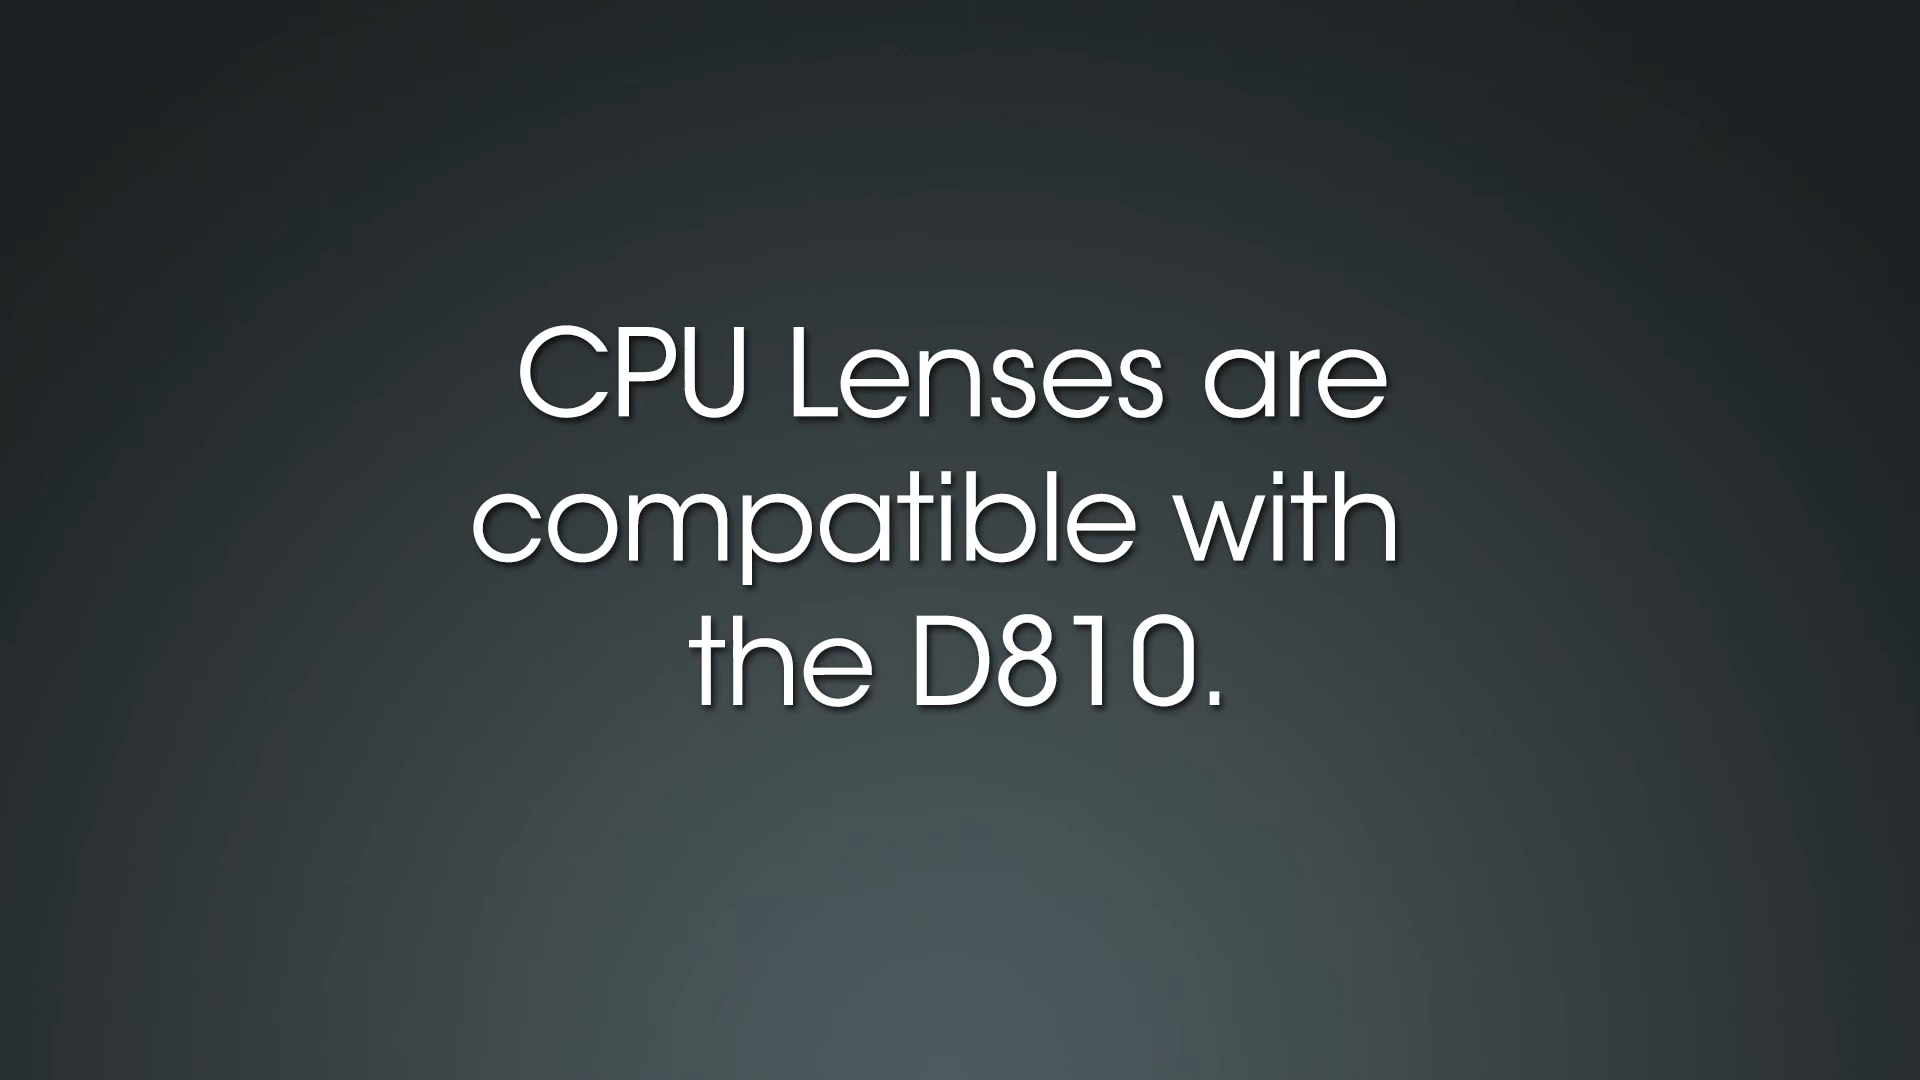 CPU Lenses are
compatible with
the D810.